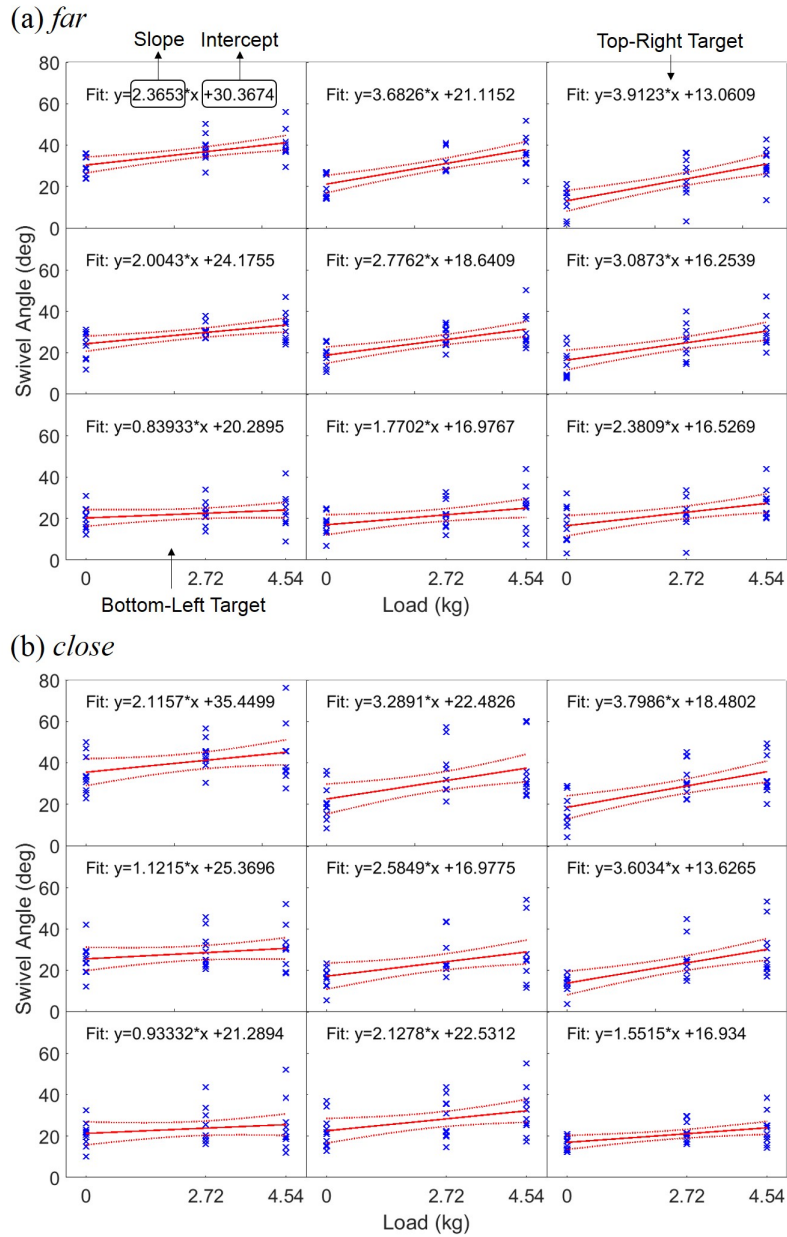 (a) far
Slope Intercept Top-Right Target
80
Fit: y=2.3653*x +30.3674 Fit: y=3.6826*x +21.1152 Fit: y=3.9123*x +13.0609
60
40
20
0
Fit: y=2.0043*x +24.1755 Fit: y=2.7762*x +18.6409 Fit: y=3.0873*x +16.2539
60
40
20
0
Swivel Angle (deg)
Fit: y=0.83933*x +20.2895 Fit: y=1.7702*x +16.9767 Fit: y=2.3809*x +16.5269
60
40
20
0
0 2.72 4.54 0 2.72 4.54 0 2.72 4.54
Bottom-Left Target Load (kg)
(b) close
80
Fit: y=2.1157*x +35.4499 Fit: y=3.2891*x +22.4826 Fit: y=3.7986*x +18.4802
60
40
20
0
Fit: y=1.1215*x +25.3696 Fit: y=2.5849*x +16.9775 Fit: y=3.6034*x +13.6265
60
40
20
0
Swivel Angle (deg)
Fit: y=0.93332*x +21.2894 Fit: y=2.1278*x +22.5312 Fit: y=1.5515*x +16.934
60
40
20
0
0 2.72 4.54 0 2.72 4.54 0 2.72 4.54
Load (kg)